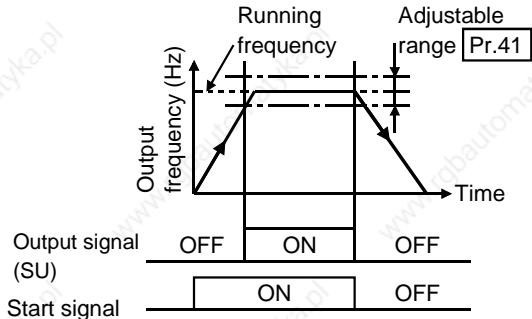 Running
frequency
Adjustable
range Pr.41
Output
frequency (Hz)
Time
Output signal
(SU)
OFF ON OFF
Start signal
ON OFF